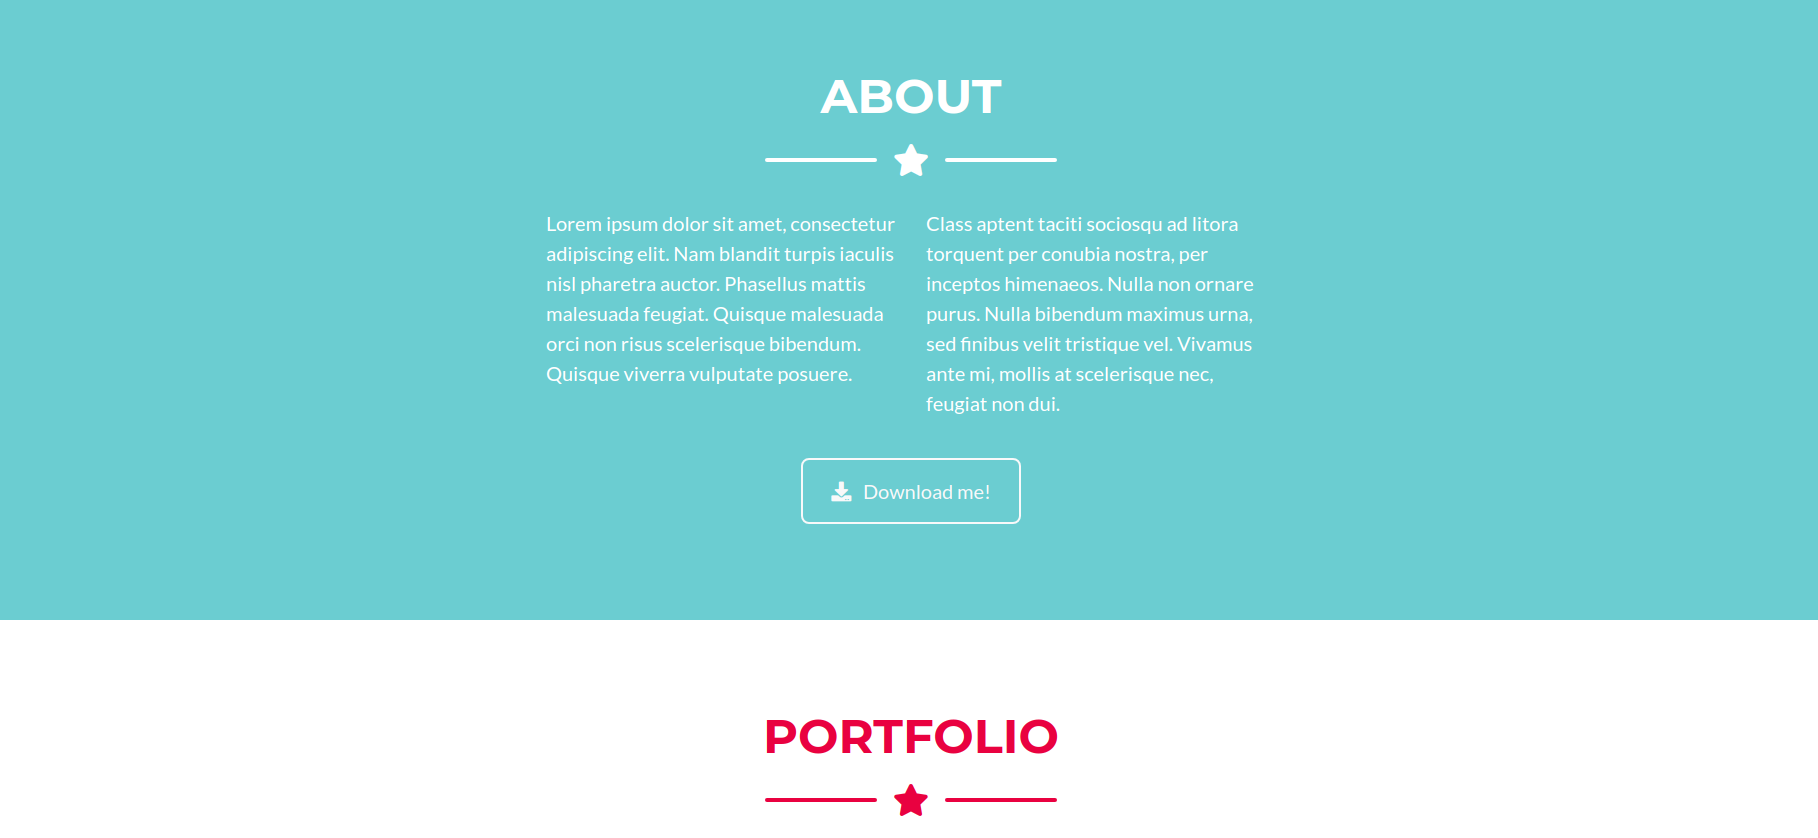 ABOUT
Lorem ipsum dolor sit amet, consectetur
adipiscing elit. Nam blandit turpis iaculis
nisl pharetra auctor. Phasellus mattis
malesuada feugiat. Quisque malesuada
orci non risus scelerisque bibendum.
Quisque viverra vulputate posuere.
Class aptent taciti sociosqu ad litora
torquent per conubia nostra, per
inceptos himenaeos. Nulla non ornare
purus. Nulla bibendum maximus urna,
sed finibus velit tristique vel. Vivamus
ante mi, mollis at scelerisque nec,
feugiat non dui.
Download me!
PORTFOLIO